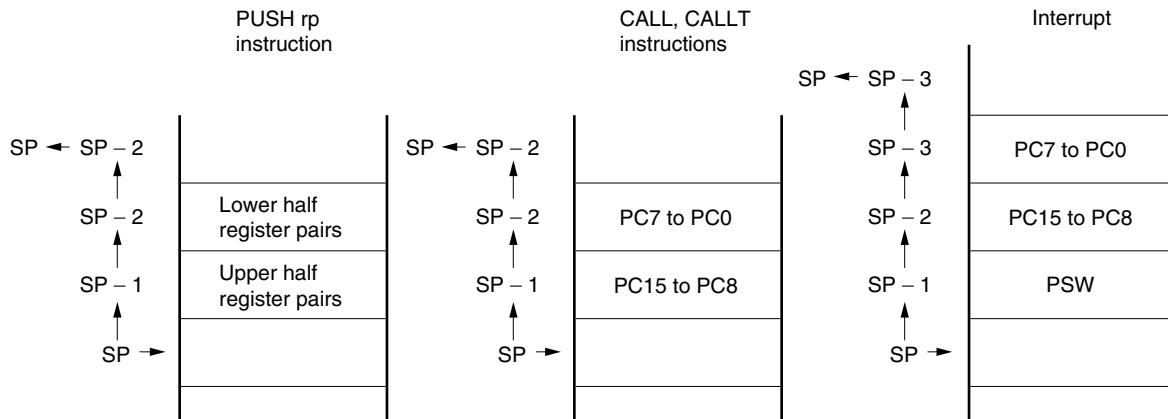 PUSH rp
instruction
SP SP – 2
SP – 2
Lower half
register pairs
SP – 1
Upper half
register pairs
SP
CALL, CALLT
instructions
SP SP – 2
SP – 2
PC7 to PC0
SP – 1
PC15 to PC8
SP
Interrupt
SP SP – 3
SP – 3
PC7 to PC0
SP – 2
PC15 to PC8
SP – 1
PSW
SP